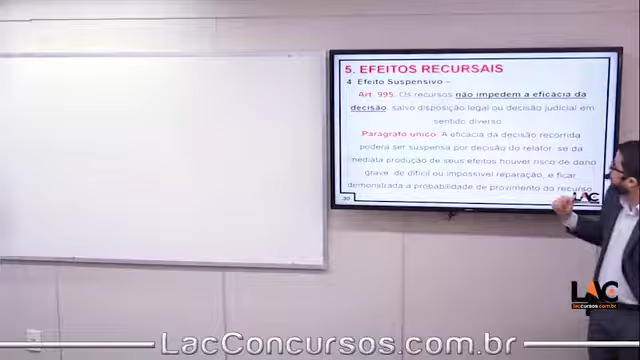 5. EFEITOS RECURSAIS
4 Efeito Suspensivo –
Art. 995. Os recursos não impedem a eficácia da
decisão, salvo disposição legal ou decisão judicial em
sentido diverso
Parágrafo único. A eficácia da decisão recorrida
poderá ser suspensa por decisão do relator, se da
imediata produção de seus efeitos houver risco de dano
grave, de difícil ou impossível reparação, e ficar
demonstrada a probabilidade de provimento do recurso
30
LAC
LAC
lacconcursos.com.br
LacConcursos.com.br